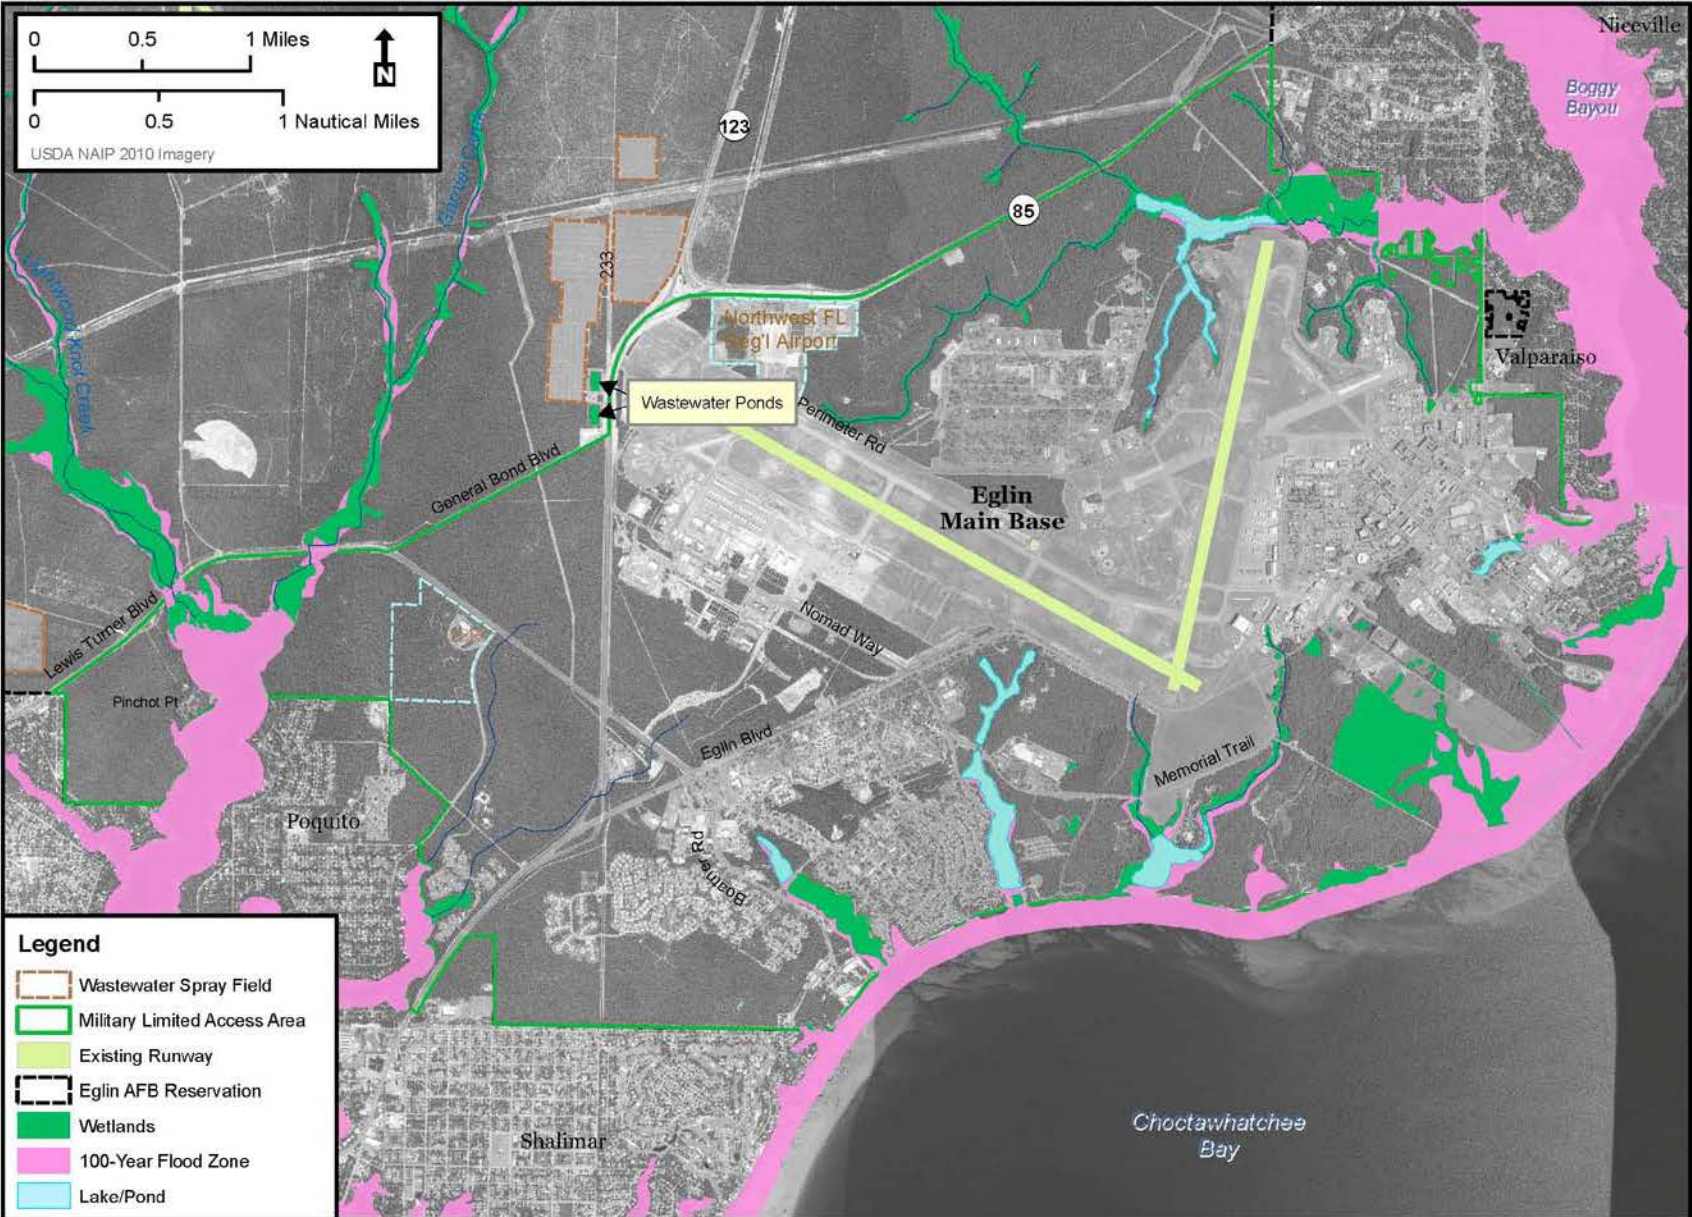 0 0.5 1 Miles
N
0 0.5 1 Nautical Miles
USDA NAIP 2010 Imagery
Niceville
Boggy
Bayou
123
85
233
Northwest FL
Reg'l Airport
Valparaiso
Wastewater Ponds
Perimeter Rd
General Bond Blvd
Eglin
Main Base
Lewis Turner Blvd
Nomad Way
Pinchot Pt
Eglin Blvd
Memorial Trail
Poquito
Boatner Rd
Shalimar
Choctawhatchee
Bay
Legend
Wastewater Spray Field
Military Limited Access Area
Existing Runway
Eglin AFB Reservation
Wetlands
100-Year Flood Zone
Lake/Pond